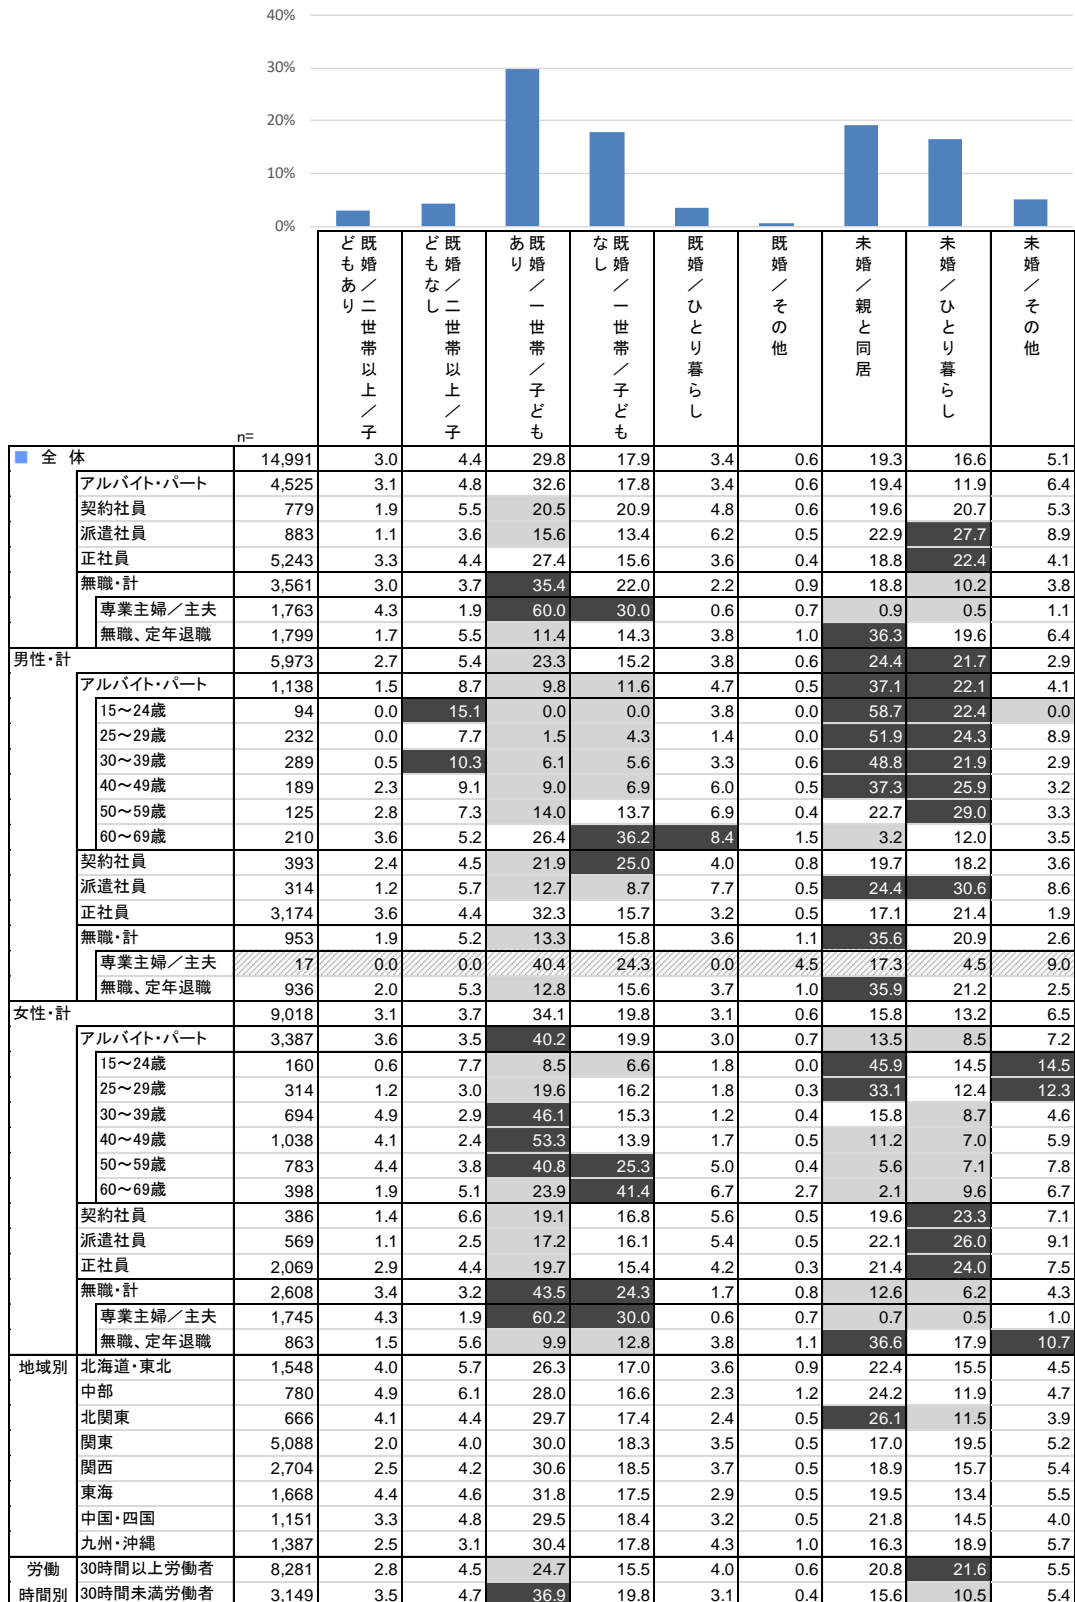 40%
30%
20%
10%
0%
既婚／二世帯以上／子どもあり
既婚／二世帯以上／子どもなし
既婚／一世帯／子どもあり
既婚／一世帯／子どもなし
既婚／ひとり暮らし
既婚／その他
未婚／親と同居
未婚／ひとり暮らし
未婚／その他
n=
全 体 14,991 3.0 4.4 29.8 17.9 3.4 0.6 19.3 16.6 5.1
アルバイト・パート 4,525 3.1 4.8 32.6 17.8 3.4 0.6 19.4 11.9 6.4
契約社員 779 1.9 5.5 20.5 20.9 4.8 0.6 19.6 20.7 5.3
派遣社員 883 1.1 3.6 15.6 13.4 6.2 0.5 22.9 27.7 8.9
正社員 5,243 3.3 4.4 27.4 15.6 3.6 0.4 18.8 22.4 4.1
無職・計 3,561 3.0 3.7 35.4 22.0 2.2 0.9 18.8 10.2 3.8
専業主婦／主夫 1,763 4.3 1.9 60.0 30.0 0.6 0.7 0.9 0.5 1.1
無職、定年退職 1,799 1.7 5.5 11.4 14.3 3.8 1.0 36.3 19.6 6.4
男性・計 5,973 2.7 5.4 23.3 15.2 3.8 0.6 24.4 21.7 2.9
アルバイト・パート 1,138 1.5 8.7 9.8 11.6 4.7 0.5 37.1 22.1 4.1
15～24歳 94 0.0 15.1 0.0 0.0 3.8 0.0 58.7 22.4 0.0
25～29歳 232 0.0 7.7 1.5 4.3 1.4 0.0 51.9 24.3 8.9
30～39歳 289 0.5 10.3 6.1 5.6 3.3 0.6 48.8 21.9 2.9
40～49歳 189 2.3 9.1 9.0 6.9 6.0 0.5 37.3 25.9 3.2
50～59歳 125 2.8 7.3 14.0 13.7 6.9 0.4 22.7 29.0 3.3
60～69歳 210 3.6 5.2 26.4 36.2 8.4 1.5 3.2 12.0 3.5
契約社員 393 2.4 4.5 21.9 25.0 4.0 0.8 19.7 18.2 3.6
派遣社員 314 1.2 5.7 12.7 8.7 7.7 0.5 24.4 30.6 8.6
正社員 3,174 3.6 4.4 32.3 15.7 3.2 0.5 17.1 21.4 1.9
無職・計 953 1.9 5.2 13.3 15.8 3.6 1.1 35.6 20.9 2.6
専業主婦／主夫 17 0.0 0.0 40.4 24.3 0.0 4.5 17.3 4.5 9.0
無職、定年退職 936 2.0 5.3 12.8 15.6 3.7 1.0 35.9 21.2 2.5
女性・計 9,018 3.1 3.7 34.1 19.8 3.1 0.6 15.8 13.2 6.5
アルバイト・パート 3,387 3.6 3.5 40.2 19.9 3.0 0.7 13.5 8.5 7.2
15～24歳 160 0.6 7.7 8.5 6.6 1.8 0.0 45.9 14.5 14.5
25～29歳 314 1.2 3.0 19.6 16.2 1.8 0.3 33.1 12.4 12.3
30～39歳 694 4.9 2.9 46.1 15.3 1.2 0.4 15.8 8.7 4.6
40～49歳 1,038 4.1 2.4 53.3 13.9 1.7 0.5 11.2 7.0 5.9
50～59歳 783 4.4 3.8 40.8 25.3 5.0 0.4 5.6 7.1 7.8
60～69歳 398 1.9 5.1 23.9 41.4 6.7 2.7 2.1 9.6 6.7
契約社員 386 1.4 6.6 19.1 16.8 5.6 0.5 19.6 23.3 7.1
派遣社員 569 1.1 2.5 17.2 16.1 5.4 0.5 22.1 26.0 9.1
正社員 2,069 2.9 4.4 19.7 15.4 4.2 0.3 21.4 24.0 7.5
無職・計 2,608 3.4 3.2 43.5 24.3 1.7 0.8 12.6 6.2 4.3
専業主婦／主夫 1,745 4.3 1.9 60.2 30.0 0.6 0.7 0.7 0.5 1.0
無職、定年退職 863 1.5 5.6 9.9 12.8 3.8 1.1 36.6 17.9 10.7
地域別 北海道・東北 1,548 4.0 5.7 26.3 17.0 3.6 0.9 22.4 15.5 4.5
中部 780 4.9 6.1 28.0 16.6 2.3 1.2 24.2 11.9 4.7
北関東 666 4.1 4.4 29.7 17.4 2.4 0.5 26.1 11.5 3.9
関東 5,088 2.0 4.0 30.0 18.3 3.5 0.5 17.0 19.5 5.2
関西 2,704 2.5 4.2 30.6 18.5 3.7 0.5 18.9 15.7 5.4
東海 1,668 4.4 4.6 31.8 17.5 2.9 0.5 19.5 13.4 5.5
中国・四国 1,151 3.3 4.8 29.5 18.4 3.2 0.5 21.8 14.5 4.0
九州・沖縄 1,387 2.5 3.1 30.4 17.8 4.3 1.0 16.3 18.9 5.7
労働 30時間以上労働者 8,281 2.8 4.5 24.7 15.5 4.0 0.6 20.8 21.6 5.5
時間別 30時間未満労働者 3,149 3.5 4.7 36.9 19.8 3.1 0.4 15.6 10.5 5.4